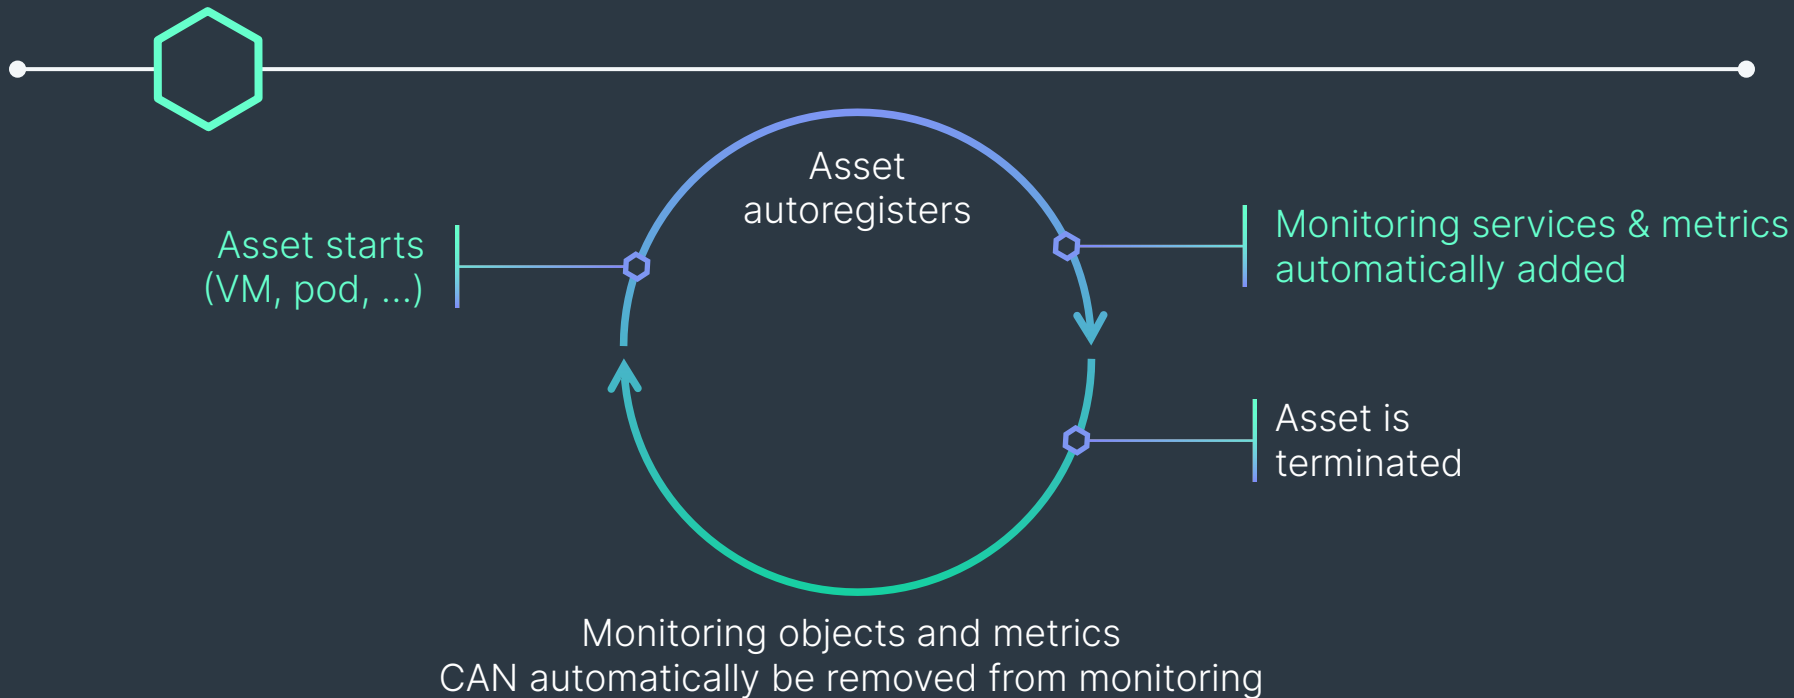 Asset
autoregisters
Asset starts
(VM, pod, ...)
Monitoring services & metrics
automatically added
Asset is
terminated
Monitoring objects and metrics
CAN automatically be removed from monitoring